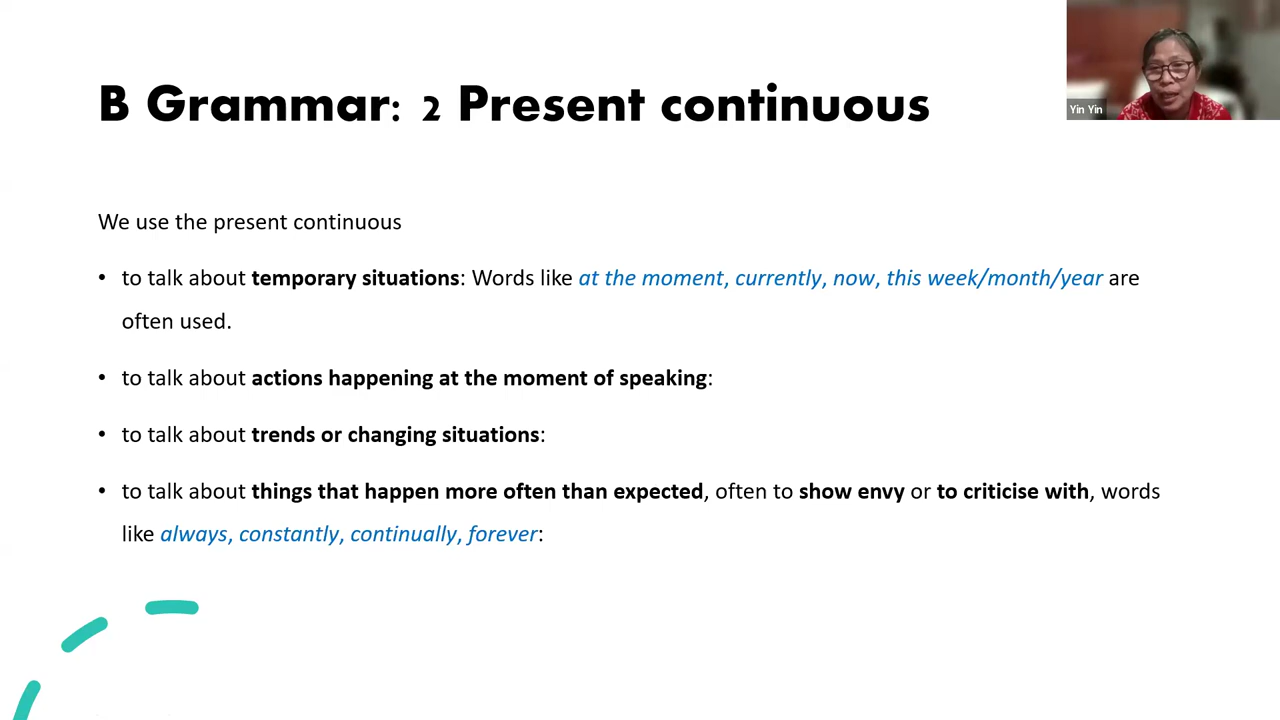 B Grammar: 2 Present continuous
Yin Yin
We use the present continuous
• to talk about temporary situations: Words like at the moment, currently, now, this week/month/year are
often used.
• to talk about actions happening at the moment of speaking:
• to talk about trends or changing situations:
• to talk about things that happen more often than expected, often to show envy or to criticise with, words
like always, constantly, continually, forever: